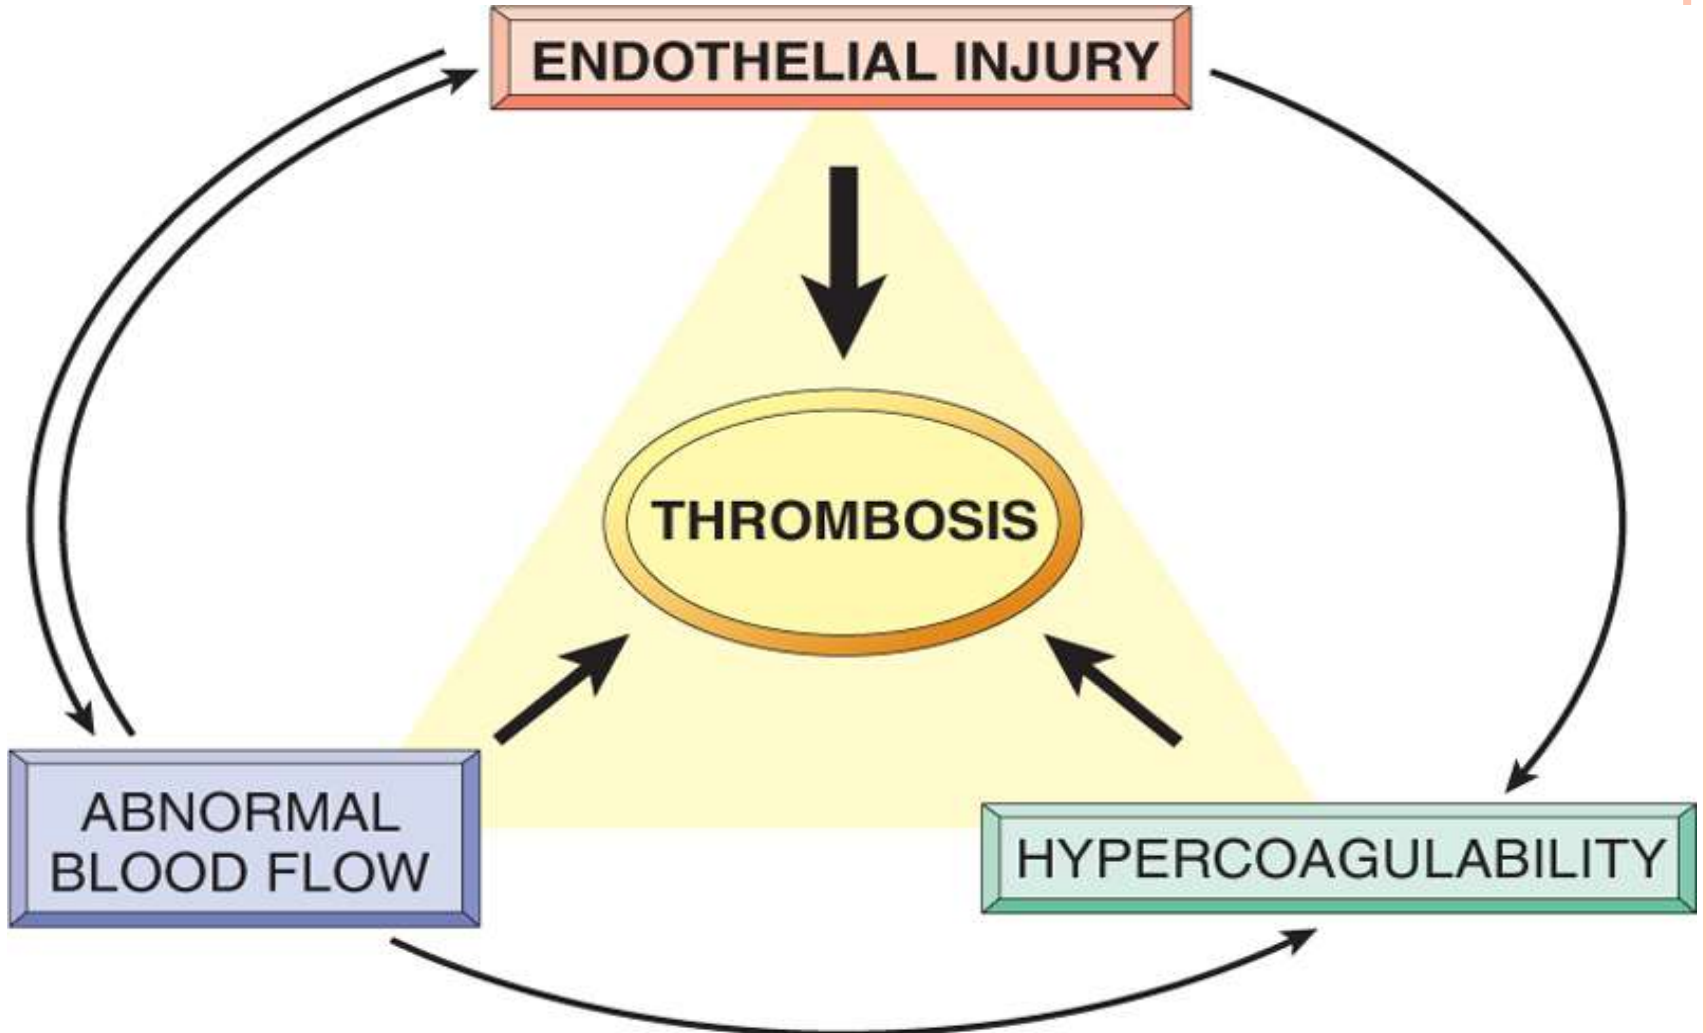 ENDOTHELIAL INJURY
THROMBOSIS
ABNORMAL
BLOOD FLOW
HYPERCOAGULABILITY